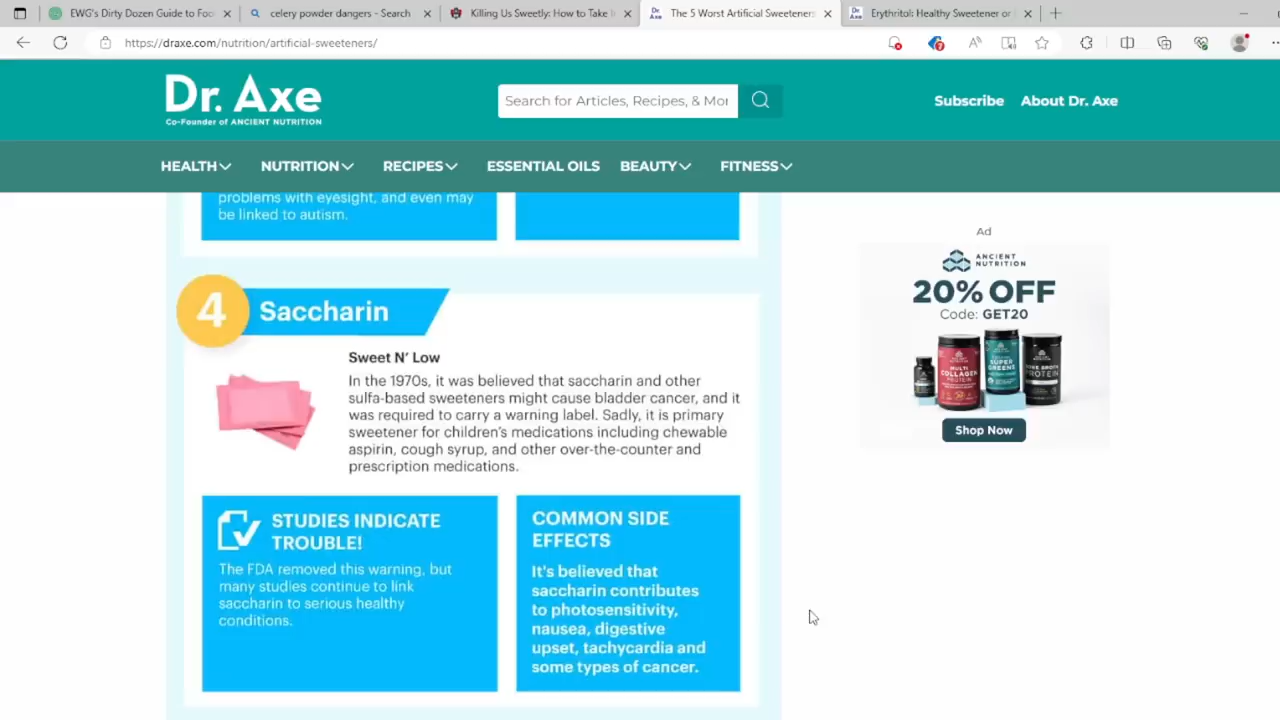 EWG's Dirty Dozen Guide to Foo
celery powder dangers - Search
Killing Us Sweetly: How to Take I
Dr. Axe
The 5 Worst Artificial Sweeteners
Dr. Axe
Erythritol: Healthy Sweetener or
https://draxe.com/nutrition/artificial-sweeteners/
Dr. Axe
Co-Founder of ANCIENT NUTRITION
Search for Articles, Recipes, & Mor
Subscribe
About Dr. Axe
HEALTH
NUTRITION
RECIPES
ESSENTIAL OILS
BEAUTY
FITNESS
problems with eyesight, and even may
be linked to autism.
4
Saccharin
Sweet N' Low
In the 1970s, it was believed that saccharin and other
sulfa-based sweeteners might cause bladder cancer, and it
was required to carry a warning label. Sadly, it is primary
sweetener for children's medications including chewable
aspirin, cough syrup, and other over-the-counter and
prescription medications.
STUDIES INDICATE
TROUBLE!
The FDA removed this warning, but
many studies continue to link
saccharin to serious healthy
conditions.
COMMON SIDE
EFFECTS
It's believed that
saccharin contributes
to photosensitivity,
nausea, digestive
upset, tachycardia and
some types of cancer.
Ad
ANCIENT
NUTRITION
20% OFF
Code: GET20
MULTI
COLLAGEN
PROTEIN
SUPER
GREENS
BONE BROTH
PROTEIN
Shop Now